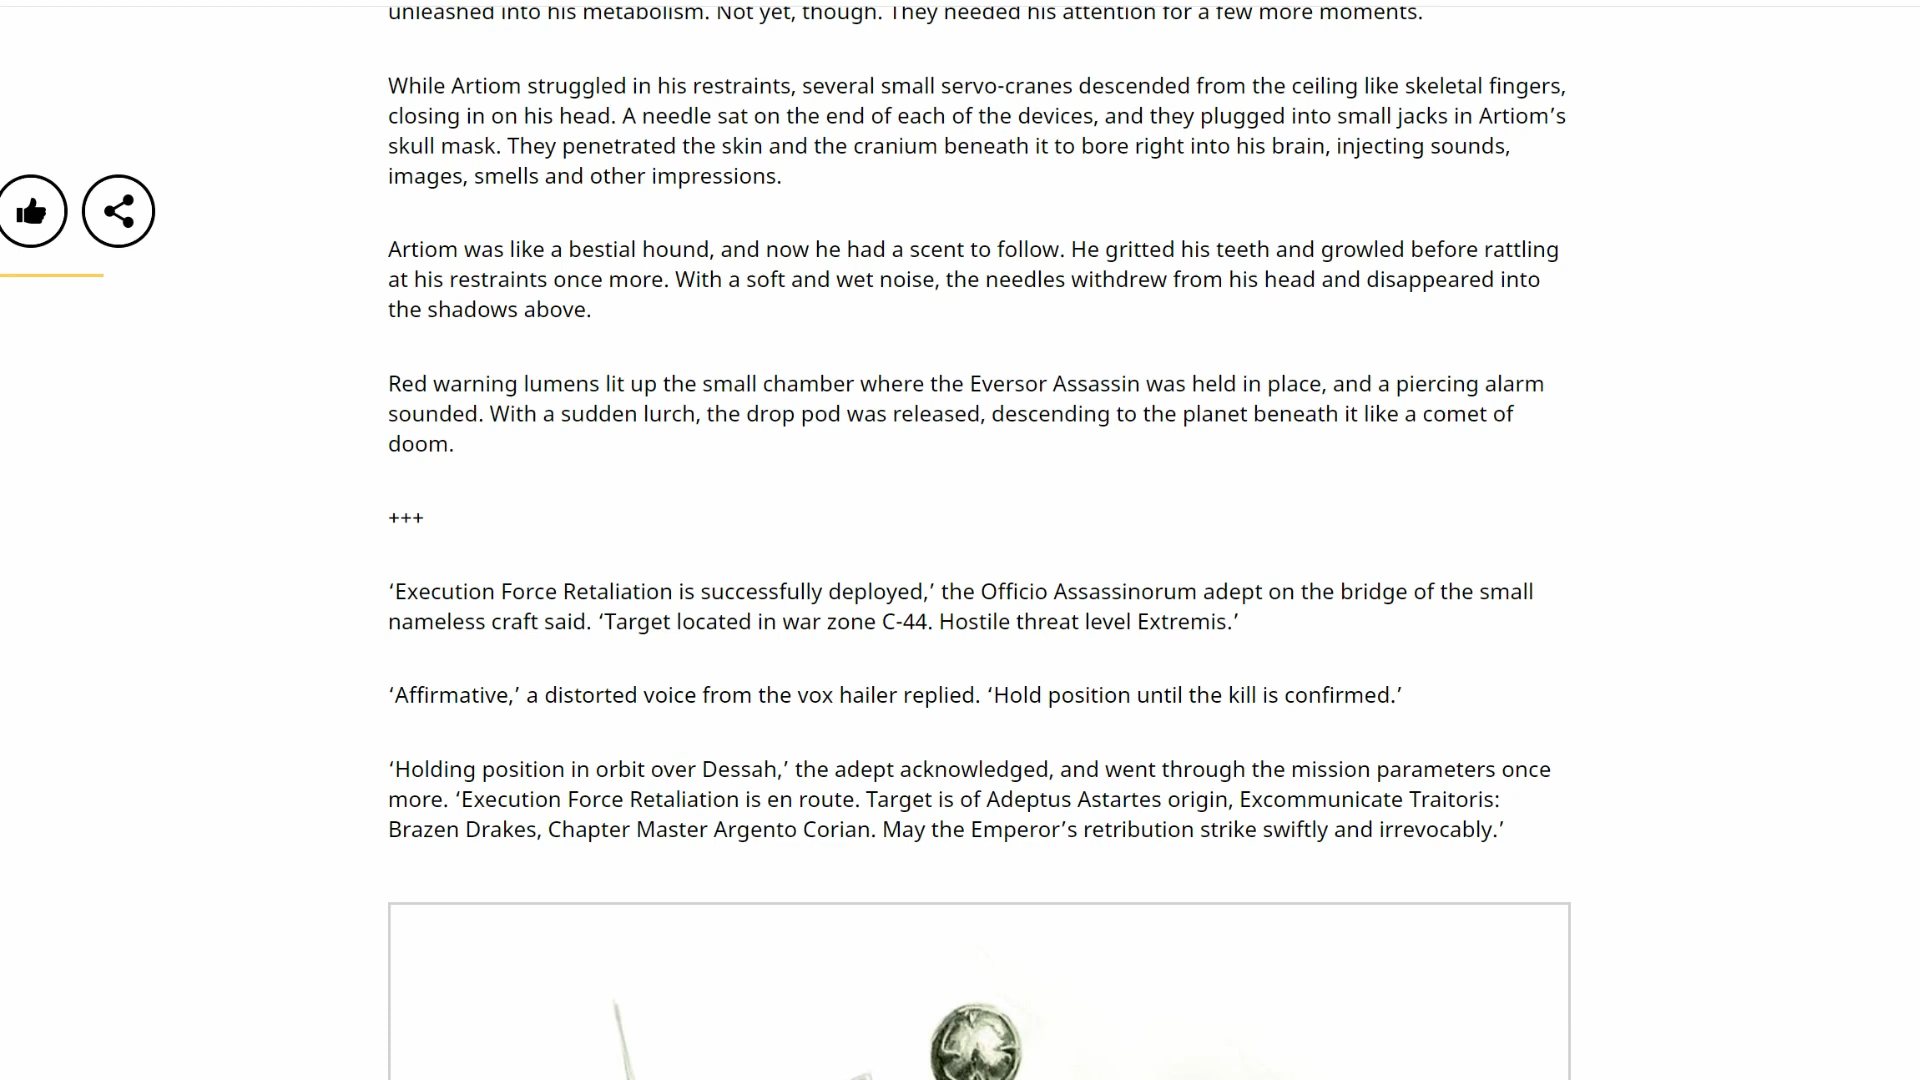 unleashed into his metabolism. Not yet, though. They needed his attention for a few more moments.
While Artiom struggled in his restraints, several small servo-cranes descended from the ceiling like skeletal fingers,
closing in on his head. A needle sat on the end of each of the devices, and they plugged into small jacks in Artiom’s
skull mask. They penetrated the skin and the cranium beneath it to bore right into his brain, injecting sounds,
images, smells and other impressions.
Artiom was like a bestial hound, and now he had a scent to follow. He gritted his teeth and growled before rattling
at his restraints once more. With a soft and wet noise, the needles withdrew from his head and disappeared into
the shadows above.
Red warning lumens lit up the small chamber where the Eversor Assassin was held in place, and a piercing alarm
sounded. With a sudden lurch, the drop pod was released, descending to the planet beneath it like a comet of
doom.
+++
‘Execution Force Retaliation is successfully deployed,’ the Officio Assassinorum adept on the bridge of the small
nameless craft said. ‘Target located in war zone C-44. Hostile threat level Extremis.’
‘Affirmative,’ a distorted voice from the vox hailer replied. ‘Hold position until the kill is confirmed.’
‘Holding position in orbit over Dessah,’ the adept acknowledged, and went through the mission parameters once
more. ‘Execution Force Retaliation is en route. Target is of Adeptus Astartes origin, Excommunicate Traitoris:
Brazen Drakes, Chapter Master Argento Corian. May the Emperor’s retribution strike swiftly and irrevocably.’